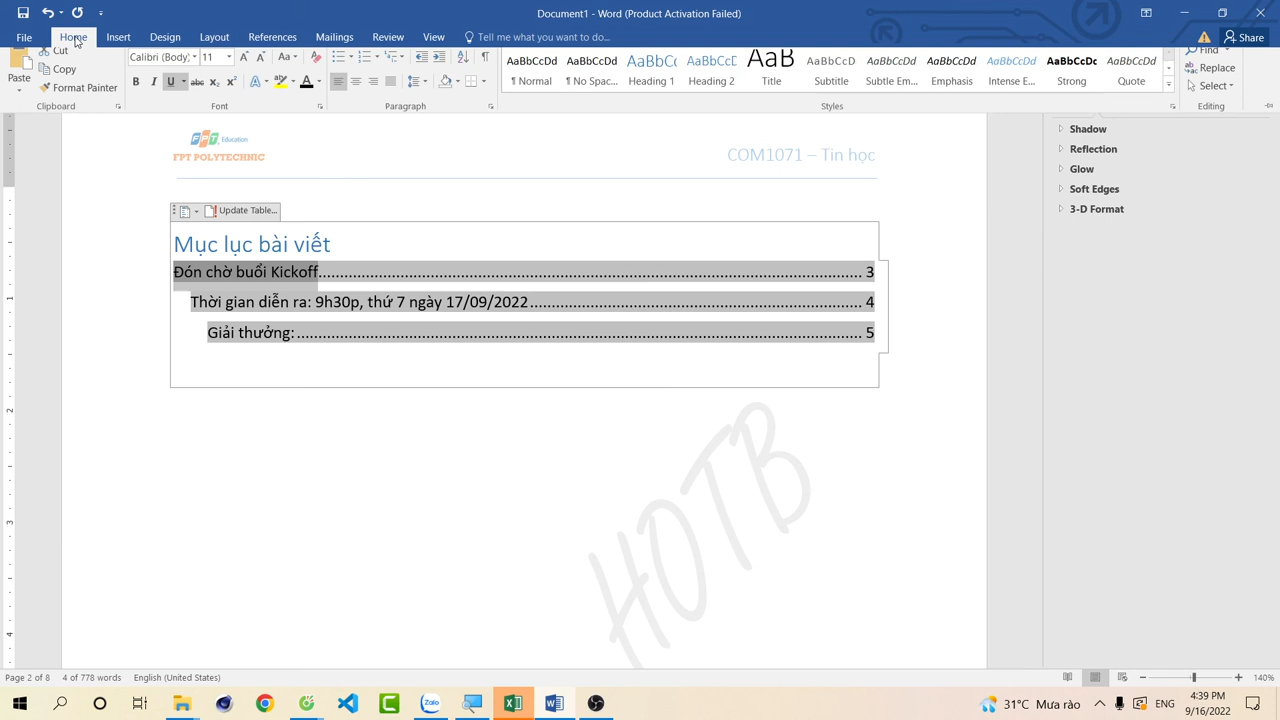 Document1 - Word (Product Activation Failed)
File Home Insert Design Layout References Mailings Review View Tell me what you want to do... Share
Cut
Copy
Format Painter
Paste
Clipboard
Calibri (Body) 11
Font
Paragraph
AaBbCcDd AaBbCcDd AaBbCc AaBbCcD AaB AaBbCcD AaBbCcDd AaBbCcDd AaBbCcDd AaBbCcDc AaBbCcDd
¶ Normal ¶ No Spac... Heading 1 Heading 2 Title Subtitle Subtle Em... Emphasis Intense E... Strong Quote
Styles
Find
Replace
Select
Editing
Shadow
Reflection
Glow
Soft Edges
3-D Format
FPT Education
FPT POLYTECHNIC
COM1071 – Tin học
Update Table...
Mục lục bài viết
Đón chờ buổi Kickoff 3
Thời gian diễn ra: 9h30p, thứ 7 ngày 17/09/2022 4
Giải thưởng: 5
HOTB
Page 2 of 8 4 of 778 words English (United States) 140%
Zalo
31°C Mưa rào
4:39 PM
9/16/2022